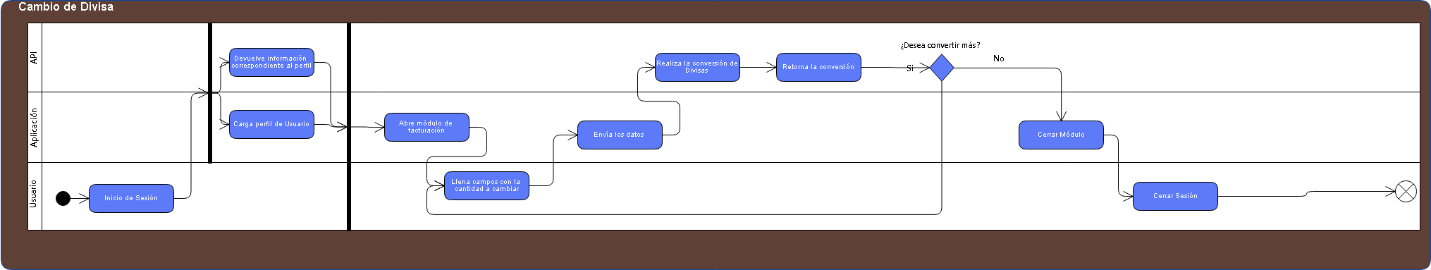 Cambio de Divisa
API
Devuelve información
correspondiente al perfil
Realiza la conversión de
Divisas
Retorna la conversión
¿Desea convertir más?
Si
No
Aplicación
Carga perfil de Usuario
Abre módulo de
facturación
Envía los datos
Cerrar Módulo
Usuario
Inicio de Sesión
Llena campos con la
cantidad a cambiar
Cerrar Sesión